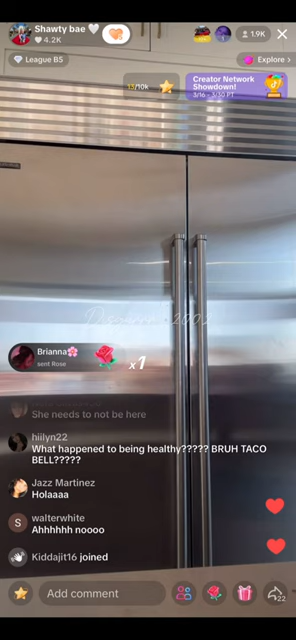 Shawty bae
4.2K
1.9K
League B5
Explore >
15/10k
Creator Network
Showdown!
3/16 - 3/30 PT
Brianna
sent Rose
x1
She needs to not be here
hiilyn22
What happened to being healthy????? BRUH TACO
BELL?????
Jazz Martinez
Holaaaa
S
walterwhite
Ahhhhhh noooo
Kiddajit16 joined
Add comment
22